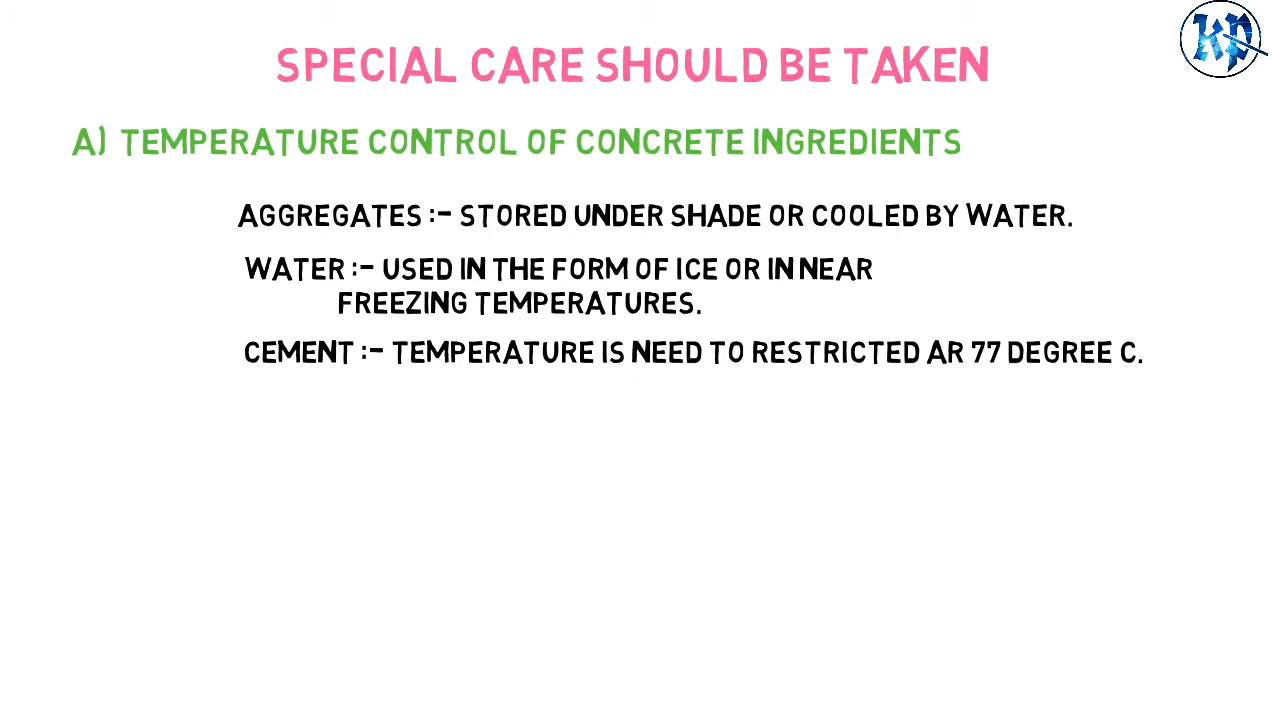 SPECIAL CARE SHOULD BE TAKEN
A) TEMPERATURE CONTROL OF CONCRETE INGREDIENTS
AGGREGATES :- STORED UNDER SHADE OR COOLED BY WATER.
WATER :- USED IN THE FORM OF ICE OR IN NEAR
FREEZING TEMPERATURES.
CEMENT :- TEMPERATURE IS NEED TO RESTRICTED AR 77 DEGREE C.
KP